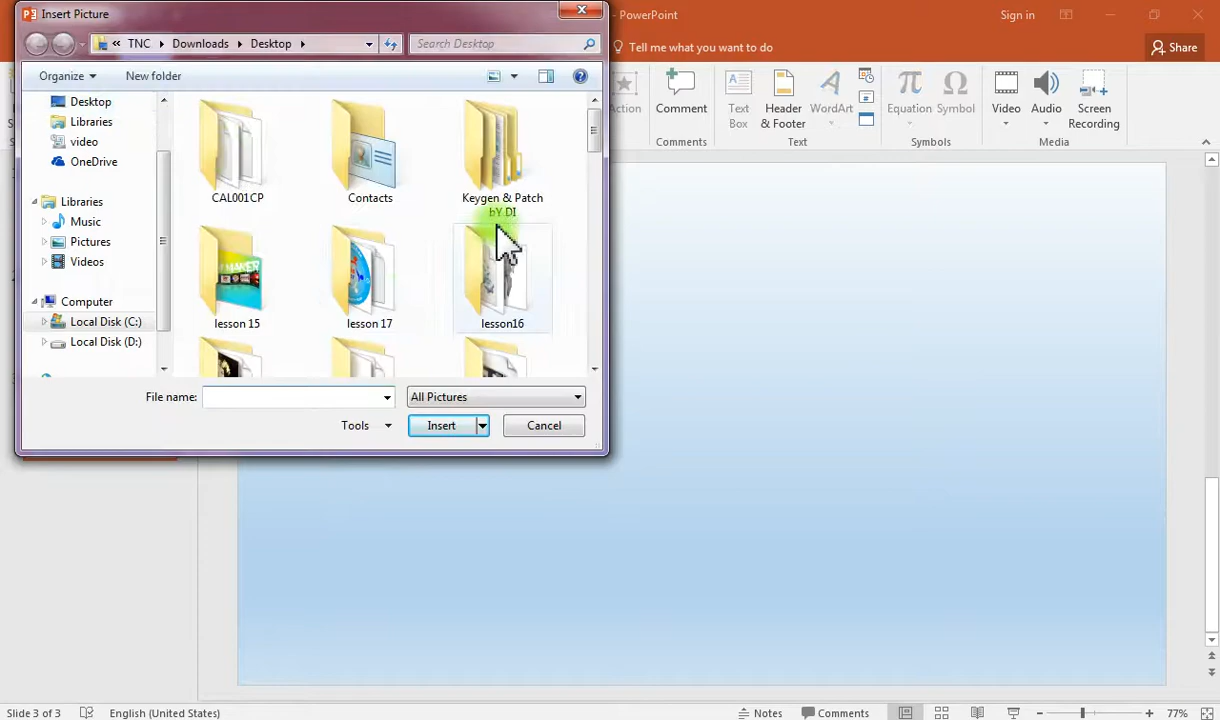 Insert Picture
- PowerPoint
Sign in
« TNC Downloads Desktop
Search Desktop
Tell me what you want to do
Share
Organize
New folder
Action
Comment
Text
Box
Header
& Footer
WordArt
Equation
Symbol
Video
Audio
Screen
Recording
Comments
Text
Symbols
Media
Desktop
Libraries
video
OneDrive
Libraries
Music
Pictures
Videos
Computer
Local Disk (C:)
Local Disk (D:)
CAL001CP
Contacts
Keygen & Patch
bY DI
lesson 15
lesson 17
lesson16
File name:
All Pictures
Tools
Insert
Cancel
Slide 3 of 3
English (United States)
Notes
Comments
77%